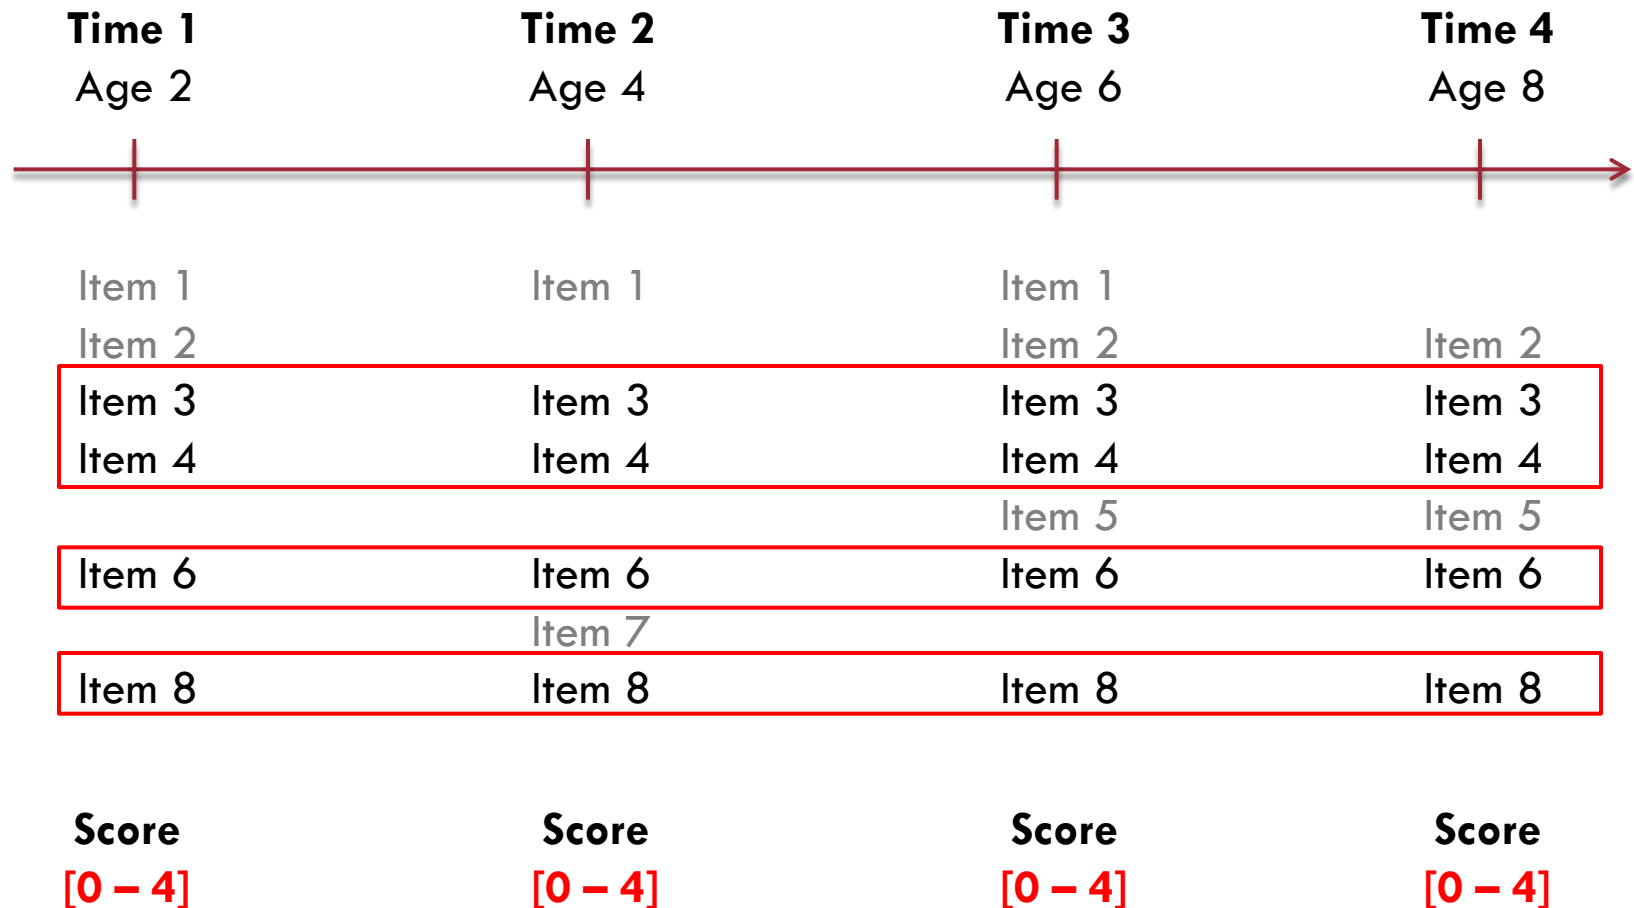 Time 1 Time 2 Time 3 Time 4
Age 2 Age 4 Age 6 Age 8
Item 1 Item 1 Item 1
Item 2 Item 2 Item 2
Item 3 Item 3 Item 3 Item 3
Item 4 Item 4 Item 4 Item 4
Item 5 Item 5
Item 6 Item 6 Item 6 Item 6
Item 7
Item 8 Item 8 Item 8 Item 8
Score Score Score Score
[0 – 4] [0 – 4] [0 – 4] [0 – 4]